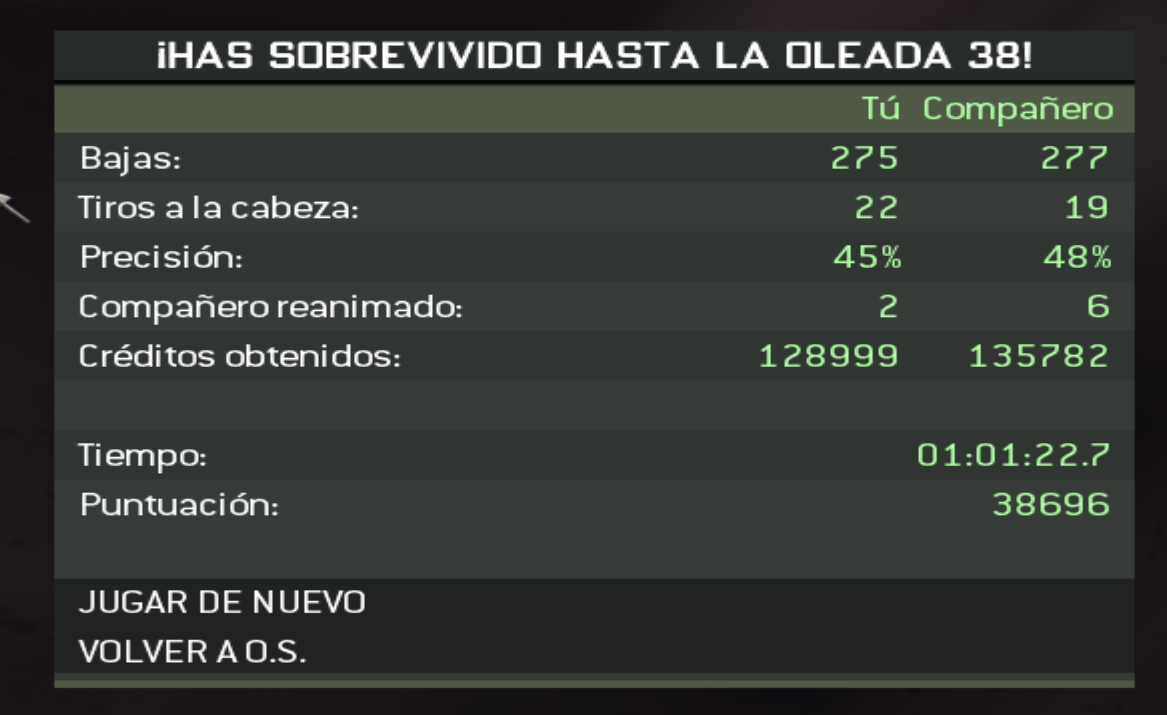 ¡HAS SOBREVIVIDO HASTA LA OLEADA 38!
Tú Compañero
Bajas: 275 277
Tiros a la cabeza: 22 19
Precisión: 45% 48%
Compañero reanimado: 2 6
Créditos obtenidos: 128999 135782
Tiempo: 01:01:22.7
Puntuación: 38696
JUGAR DE NUEVO
VOLVER A O.S.